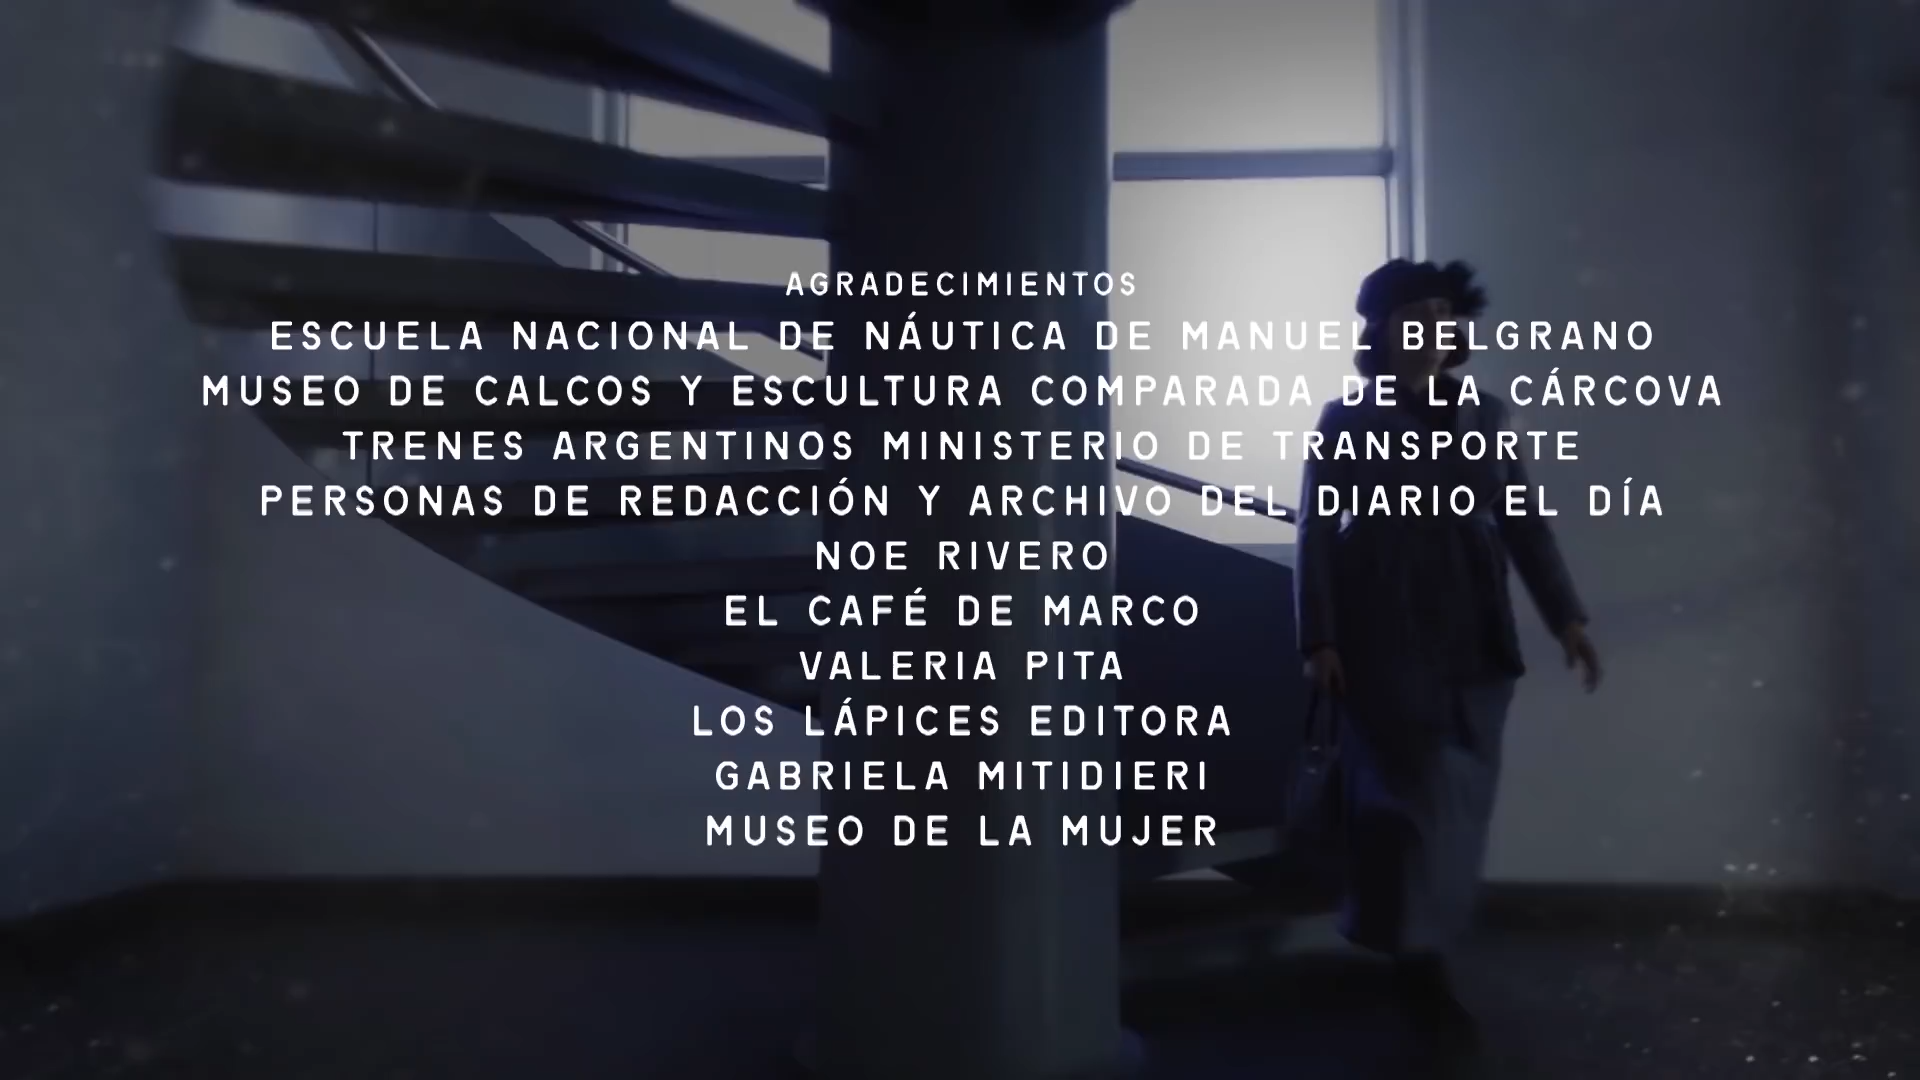 AGRADECIMIENTOS
ESCUELA NACIONAL DE NÁUTICA DE MANUEL BELGRANO
MUSEO DE CALCOS Y ESCULTURA COMPARADA DE LA CÁRCOVA
TRENES ARGENTINOS MINISTERIO DE TRANSPORTE
PERSONAS DE REDACCIÓN Y ARCHIVO DEL DIARIO EL DÍA
NOE RIVERO
EL CAFÉ DE MARCO
VALERIA PITA
LOS LÁPICES EDITORA
GABRIELA MITIDIERI
MUSEO DE LA MUJER